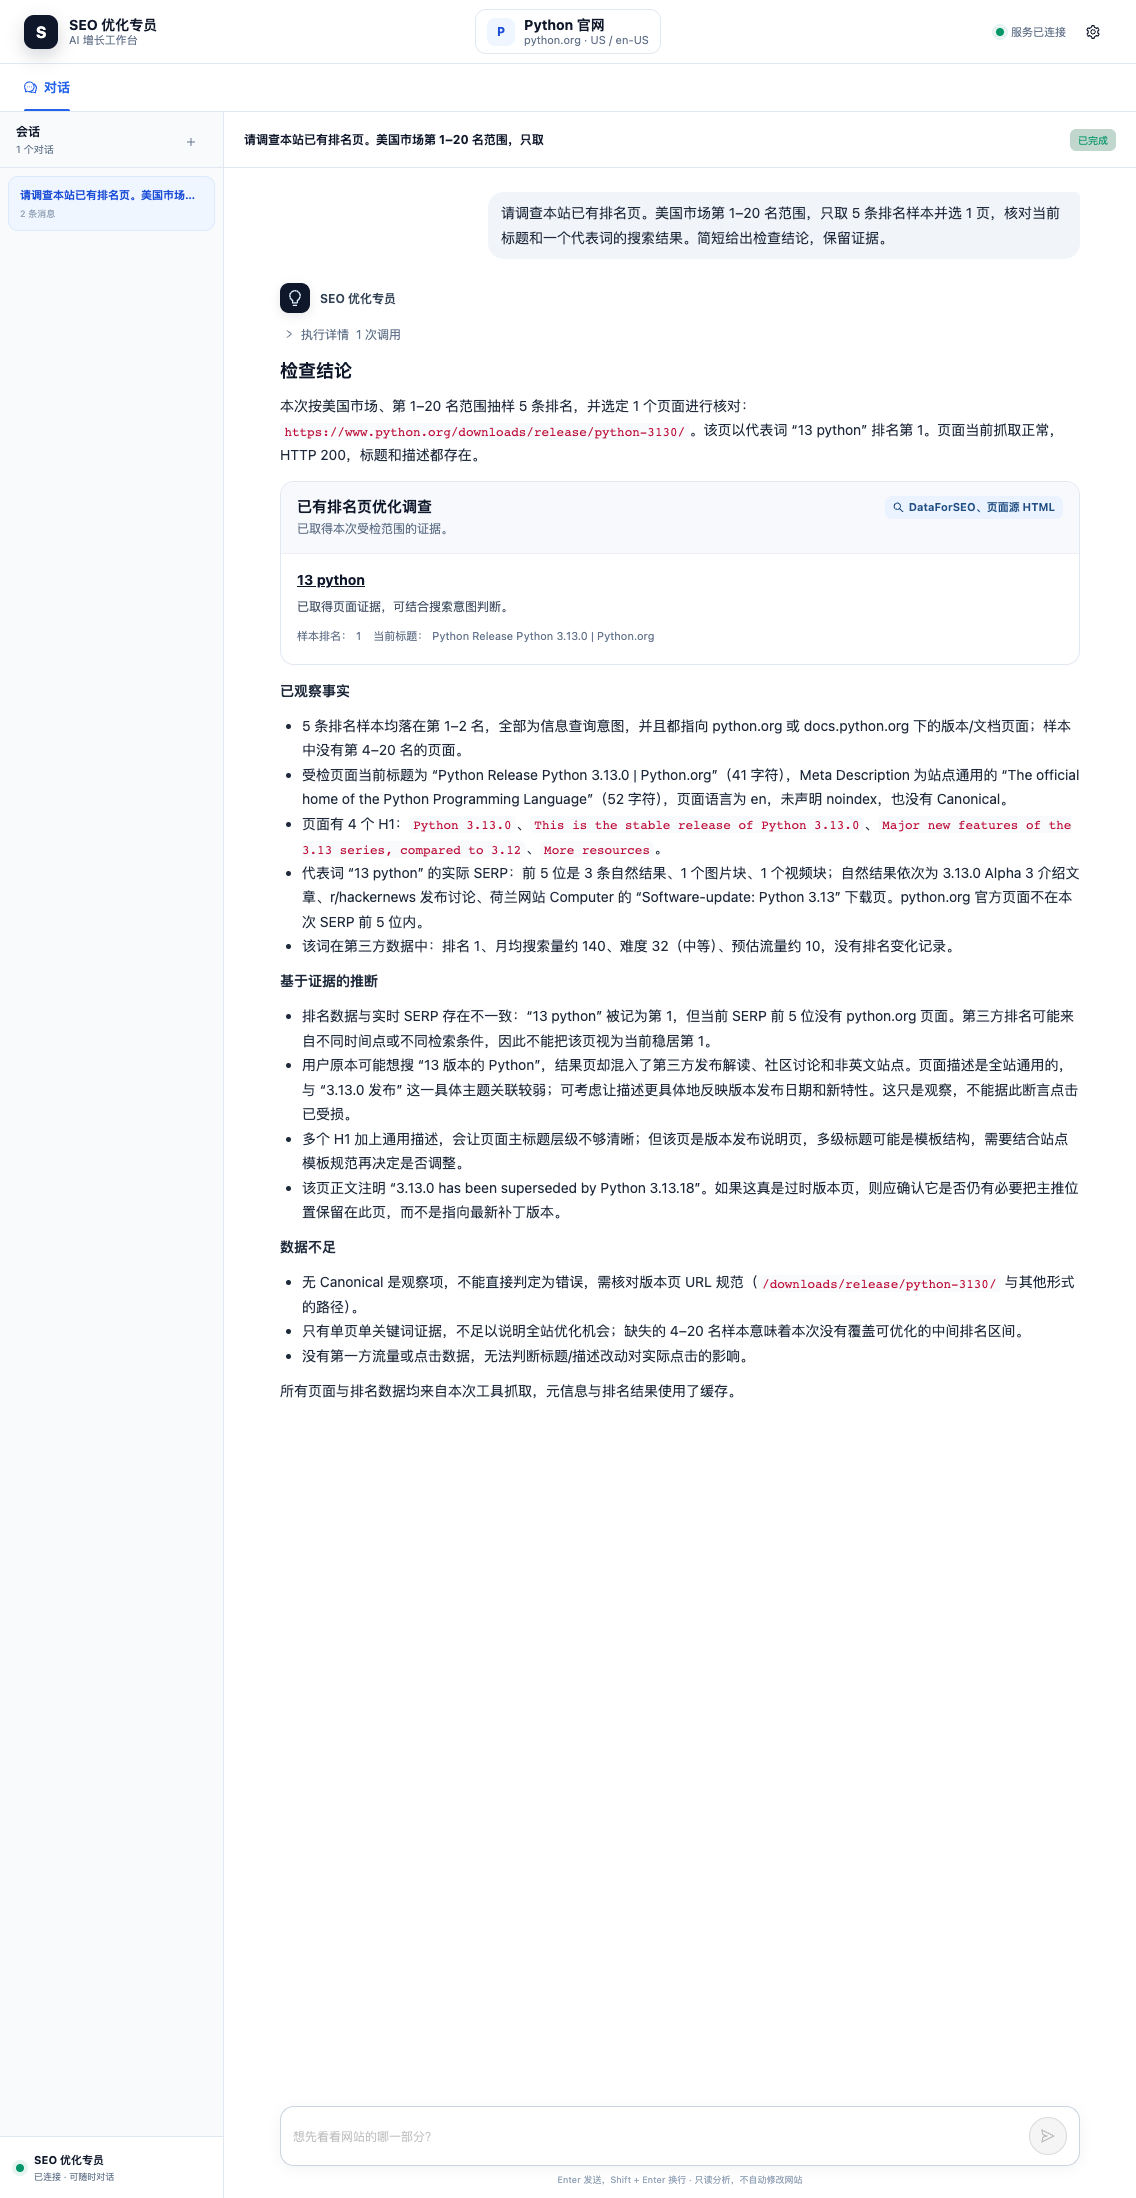 S
SEO 优化专员
AI 增长工作台
P
Python 官网
python.org · US / en-US
服务已连接
对话
会话
1 个对话
请调查本站已有排名页。美国市场第 1–20 名范围，只取
已完成
请调查本站已有排名页。美国市场...
2 条消息
请调查本站已有排名页。美国市场第 1–20 名范围，只取 5 条排名样本并选 1 页，核对当前
标题和一个代表词的搜索结果。简短给出检查结论，保留证据。
SEO 优化专员
执行详情 1 次调用
检查结论
本次按美国市场、第 1–20 名范围抽样 5 条排名，并选定 1 个页面进行核对：
https://www.python.org/downloads/release/python-3130/ 。该页以代表词 “13 python” 排名第 1。页面当前抓取正常，
HTTP 200，标题和描述都存在。
已有排名页优化调查
已取得本次受检范围的证据。
DataForSEO、页面源 HTML
13 python
已取得页面证据，可结合搜索意图判断。
样本排名： 1 当前标题： Python Release Python 3.13.0 | Python.org
已观察事实
• 5 条排名样本均落在第 1–2 名，全部为信息查询意图，并且都指向 python.org 或 docs.python.org 下的版本/文档页面；样本
中没有第 4–20 名的页面。
• 受检页面当前标题为 “Python Release Python 3.13.0 | Python.org”（41 字符），Meta Description 为站点通用的 “The official
home of the Python Programming Language”（52 字符），页面语言为 en，未声明 noindex，也没有 Canonical。
• 页面有 4 个 H1： Python 3.13.0 、 This is the stable release of Python 3.13.0 、 Major new features of the
3.13 series, compared to 3.12 、 More resources 。
• 代表词 “13 python” 的实际 SERP：前 5 位是 3 条自然结果、1 个图片块、1 个视频块；自然结果依次为 3.13.0 Alpha 3 介绍文
章、r/hackernews 发布讨论、荷兰网站 Computer 的 “Software-update: Python 3.13” 下载页。python.org 官方页面不在本
次 SERP 前 5 位内。
• 该词在第三方数据中：排名 1、月均搜索量约 140、难度 32（中等）、预估流量约 10，没有排名变化记录。
基于证据的推断
• 排名数据与实时 SERP 存在不一致：“13 python” 被记为第 1，但当前 SERP 前 5 位没有 python.org 页面。第三方排名可能来
自不同时间点或不同检索条件，因此不能把该页视为当前稳居第 1。
• 用户原本可能想搜 “13 版本的 Python”，结果页却混入了第三方发布解读、社区讨论和非英文站点。页面描述是全站通用的，
与 “3.13.0 发布” 这一具体主题关联较弱；可考虑让描述更具体地反映版本发布日期和新特性。这只是观察，不能据此断言点击
已受损。
• 多个 H1 加上通用描述，会让页面主标题层级不够清晰；但该页是版本发布说明页，多级标题可能是模板结构，需要结合站点
模板规范再决定是否调整。
• 该页正文注明 “3.13.0 has been superseded by Python 3.13.18”。如果这真是过时版本页，则应确认它是否仍有必要把主推位
置保留在此页，而不是指向最新补丁版本。
数据不足
• 无 Canonical 是观察项，不能直接判定为错误，需核对版本页 URL 规范（ /downloads/release/python-3130/ 与其他形式
的路径）。
• 只有单页单关键词证据，不足以说明全站优化机会；缺失的 4–20 名样本意味着本次没有覆盖可优化的中间排名区间。
• 没有第一方流量或点击数据，无法判断标题/描述改动对实际点击的影响。
所有页面与排名数据均来自本次工具抓取，元信息与排名结果使用了缓存。
想先看看网站的哪一部分？
Enter 发送，Shift + Enter 换行 · 只读分析，不自动修改网站
SEO 优化专员
已连接 · 可随时对话